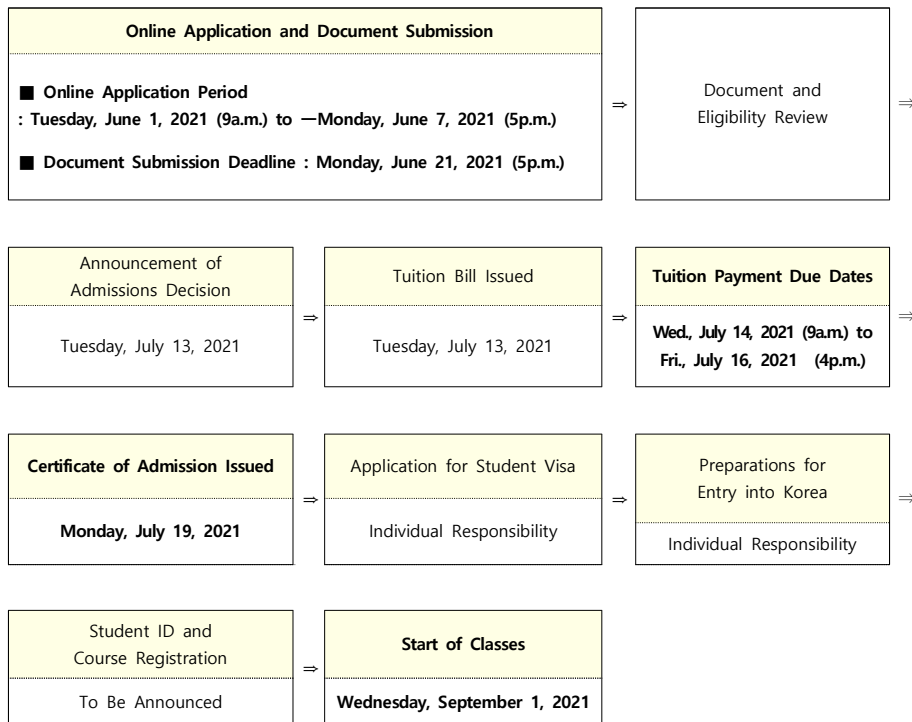 Online Application and Document Submission
■ Online Application Period
: Tuesday, June 1, 2021 (9a.m.) to ―Monday, June 7, 2021 (5p.m.)
■ Document Submission Deadline : Monday, June 21, 2021 (5p.m.)
⇒
Document and
Eligibility Review
⇒
Announcement of
Admissions Decision
Tuesday, July 13, 2021
⇒
Tuition Bill Issued
Tuesday, July 13, 2021
⇒
Tuition Payment Due Dates
Wed., July 14, 2021 (9a.m.) to
Fri., July 16, 2021 (4p.m.)
⇒
Certificate of Admission Issued
Monday, July 19, 2021
⇒
Application for Student Visa
Individual Responsibility
⇒
Preparations for
Entry into Korea
Individual Responsibility
⇒
Student ID and
Course Registration
To Be Announced
⇒
Start of Classes
Wednesday, September 1, 2021